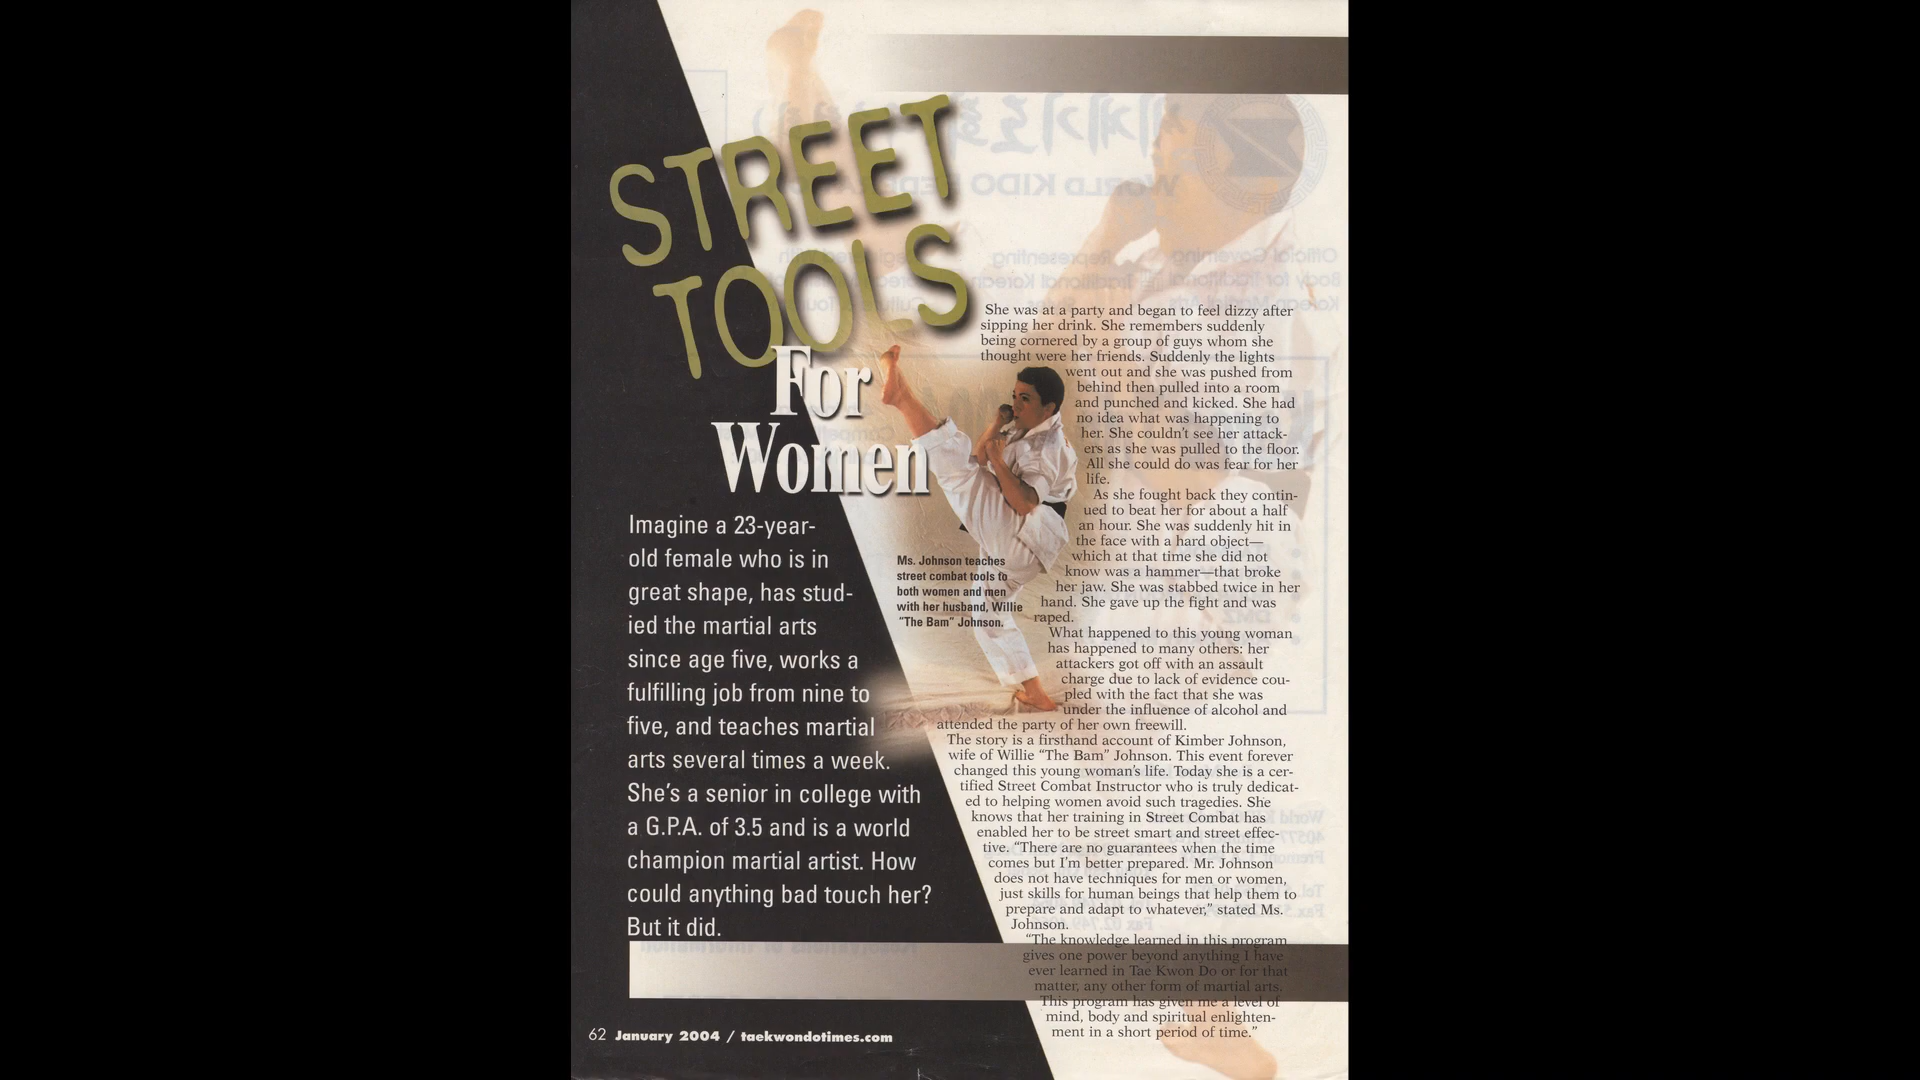 STREET
TOOLS
For
Women
Imagine a 23-year-
old female who is in
great shape, has stud-
ied the martial arts
since age five, works a
fulfilling job from nine to
five, and teaches martial
arts several times a week.
She's a senior in college with
a G.P.A. of 3.5 and is a world
champion martial artist. How
could anything bad touch her?
But it did.
Ms. Johnson teaches
street combat tools to
both women and men
with her husband, Willie
"The Bam" Johnson.
She was at a party and began to feel dizzy after
sipping her drink. She remembers suddenly
being cornered by a group of guys whom she
thought were her friends. Suddenly the lights
went out and she was pushed from
behind then pulled into a room
and punched and kicked. She had
no idea what was happening to
her. She couldn't see her attack-
ers as she was pulled to the floor.
All she could do was fear for her
life.
As she fought back they contin-
ued to beat her for about a half
an hour. She was suddenly hit in
the face with a hard object—
which at that time she did not
know was a hammer—that broke
her jaw. She was stabbed twice in her
hand. She gave up the fight and was
raped.
What happened to this young woman
has happened to many others: her
attackers got off with an assault
charge due to lack of evidence cou-
pled with the fact that she was
under the influence of alcohol and
attended the party of her own freewill.
The story is a firsthand account of Kimber Johnson,
wife of Willie "The Bam" Johnson. This event forever
changed this young woman's life. Today she is a cer-
tified Street Combat Instructor who is truly dedicat-
ed to helping women avoid such tragedies. She
knows that her training in Street Combat has
enabled her to be street smart and street effec-
tive. "There are no guarantees when the time
comes but I'm better prepared. Mr. Johnson
does not have techniques for men or women,
just skills for human beings that help them to
prepare and adapt to whatever," stated Ms.
Johnson.
"The knowledge learned in this program
gives one power beyond anything I have
ever learned in Tae Kwon Do or for that
matter, any other form of martial arts.
This program has given me a level of
mind, body and spiritual enlighten-
ment in a short period of time."
62 January 2004 / taekwondotimes.com